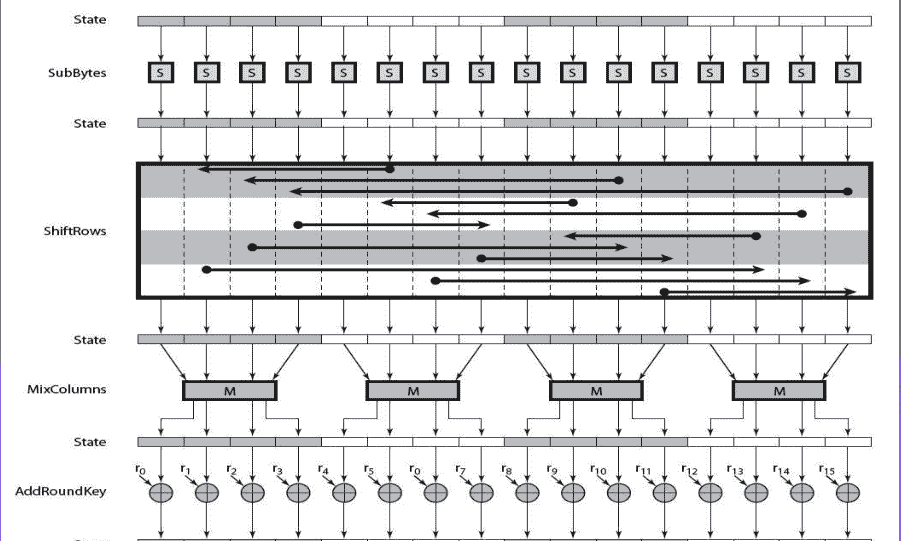 State
SubBytes S S S S S S S S S S S S S S S S
State
ShiftRows
State
MixColumns M M M M
State
r0 r1 r2 r3 r4 r5 r0 r7 r8 r9 r10 r11 r12 r13 r14 r15
AddRoundKey